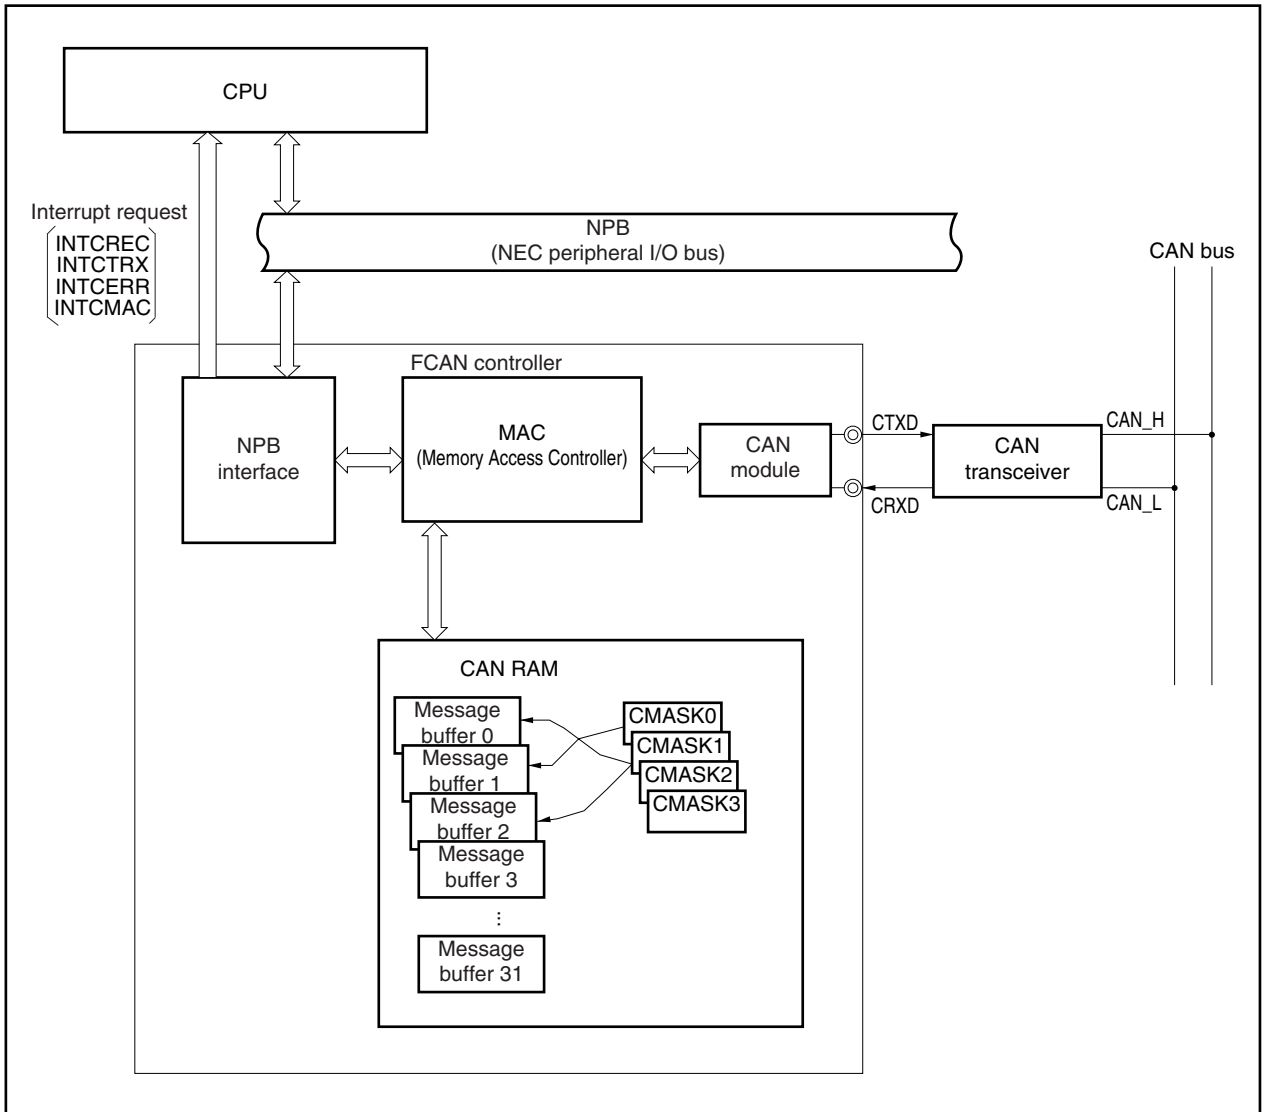 CPU
Interrupt request
INTCREC
INTCTRX
INTCERR
INTCMAC
NPB
(NEC peripheral I/O bus)
CAN bus
FCAN controller
NPB
interface
MAC
(Memory Access Controller)
CAN
module
CTXD
CRXD
CAN
transceiver
CAN_H
CAN_L
CAN RAM
Message
buffer 0
Message
buffer 1
Message
buffer 2
Message
buffer 3
...
Message
buffer 31
CMASK0
CMASK1
CMASK2
CMASK3